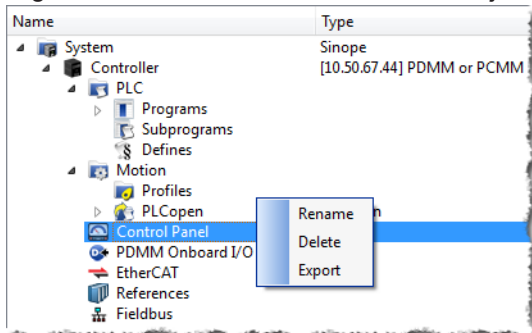 Name Type
System Sinope
Controller [10.50.67.44] PDMM or PCMM
PLC
Programs
Subprograms
Defines
Motion
Profiles
PLCopen n
Control Panel
PDMM Onboard I/O
EtherCAT
References
Fieldbus
Rename
Delete
Export